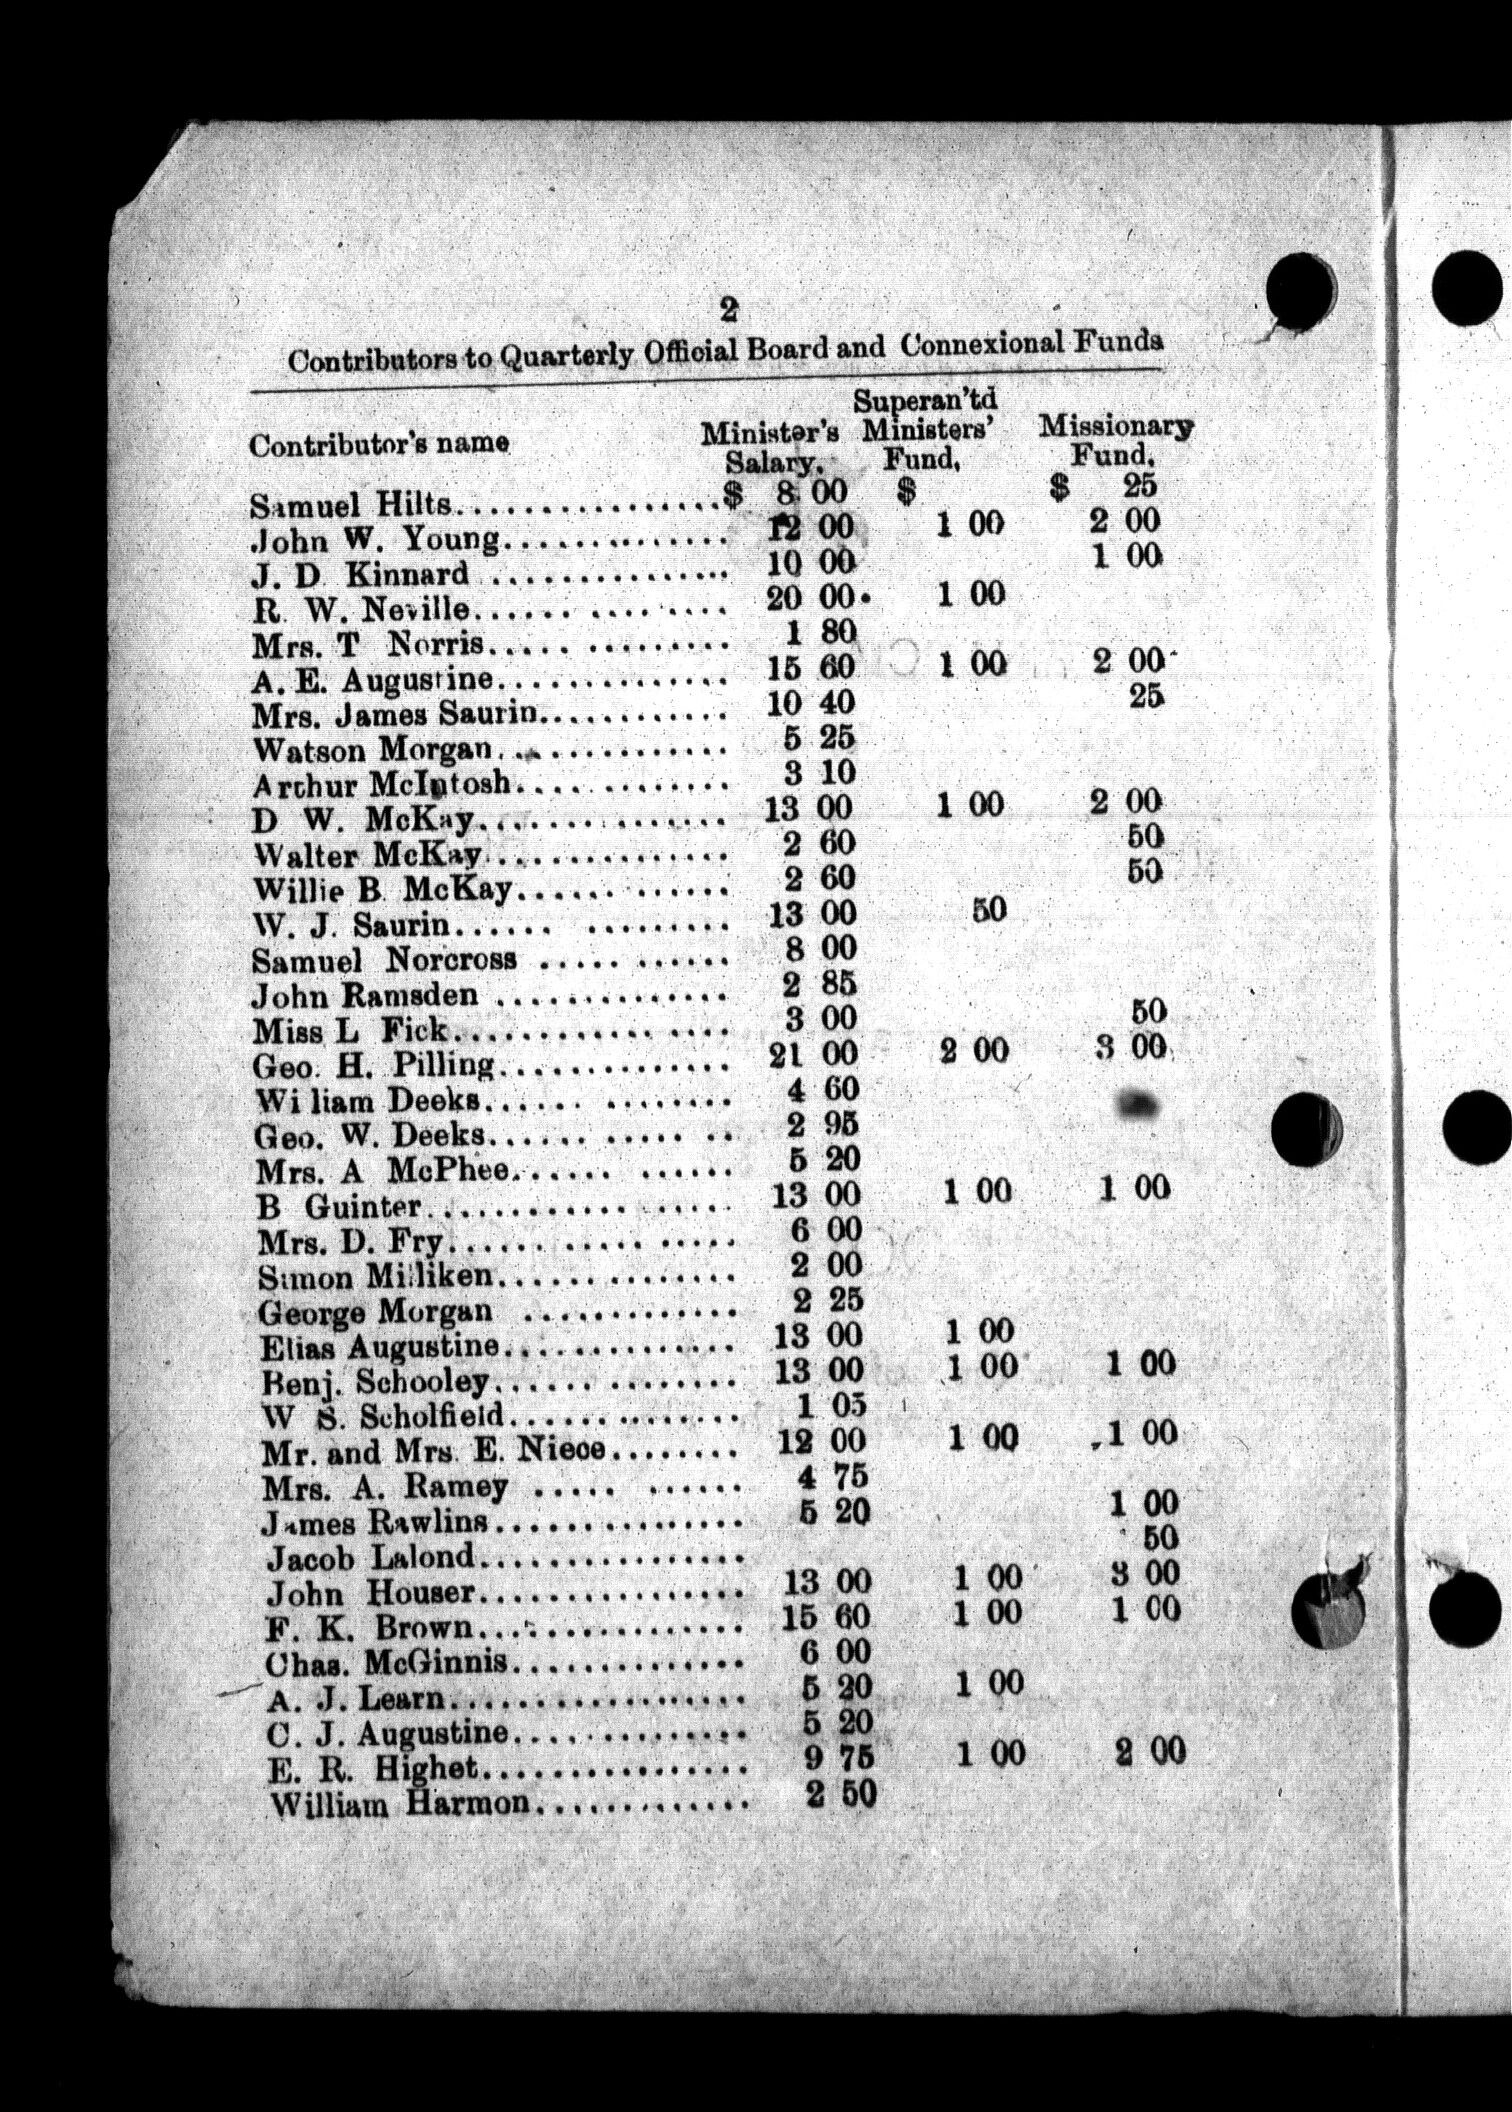 2
Contributors to Quarterly Official Board and Connexional Funds
Contributor's name Minister's Salary. Superan'td Ministers' Fund, Missionary Fund.
Samuel Hilts................$ 8 00 $ $ 25
John W. Young.............. 12 00 1 00 2 00
J. D. Kinnard ............... 10 00 1 00
R. W. Neville............... 20 00 1 00
Mrs. T Norris............... 1 80
A. E. Augustine.............. 15 60 1 00 2 00
Mrs. James Saurin............ 10 40 25
Watson Morgan.............. 5 25
Arthur McIntosh............. 3 10
D W. McKay............... 13 00 1 00 2 00
Walter McKay.............. 2 60 50
Willie B. McKay............. 2 60 50
W. J. Saurin...... ......... 13 00 50
Samuel Norcross ..... ...... 8 00
John Ramsden .............. 2 85
Miss L Fick............ .... 3 00 50
Geo. H. Pilling.............. 21 00 2 00 3 00
Wi liam Deeks...... ........ 4 60
Geo. W. Deeks...... ..... .. 2 95
Mrs. A McPhee...... ...... 5 20
B Guinter............ ..... 13 00 1 00 1 00
Mrs. D. Fry............ ..... 6 00
Simon Milliken.............. 2 00
George Morgan ............. 2 25
Elias Augustine.............. 13 00 1 00
Benj. Schooley...... ........ 13 00 1 00 1 00
W S. Scholfield.............. 1 05
Mr. and Mrs. E. Niece........ 12 00 1 00 1 00
Mrs. A. Ramey ..... ...... 4 75
James Rawlins............... 5 20 1 00
Jacob Lalond................ 50
John Houser................ 13 00 1 00 3 00
F. K. Brown................ 15 60 1 00 1 00
Chas. McGinnis.............. 6 00
A. J. Learn.................. 5 20 1 00
C. J. Augustine.............. 5 20
E. R. Highet................ 9 75 1 00 2 00
William Harmon............. 2 50